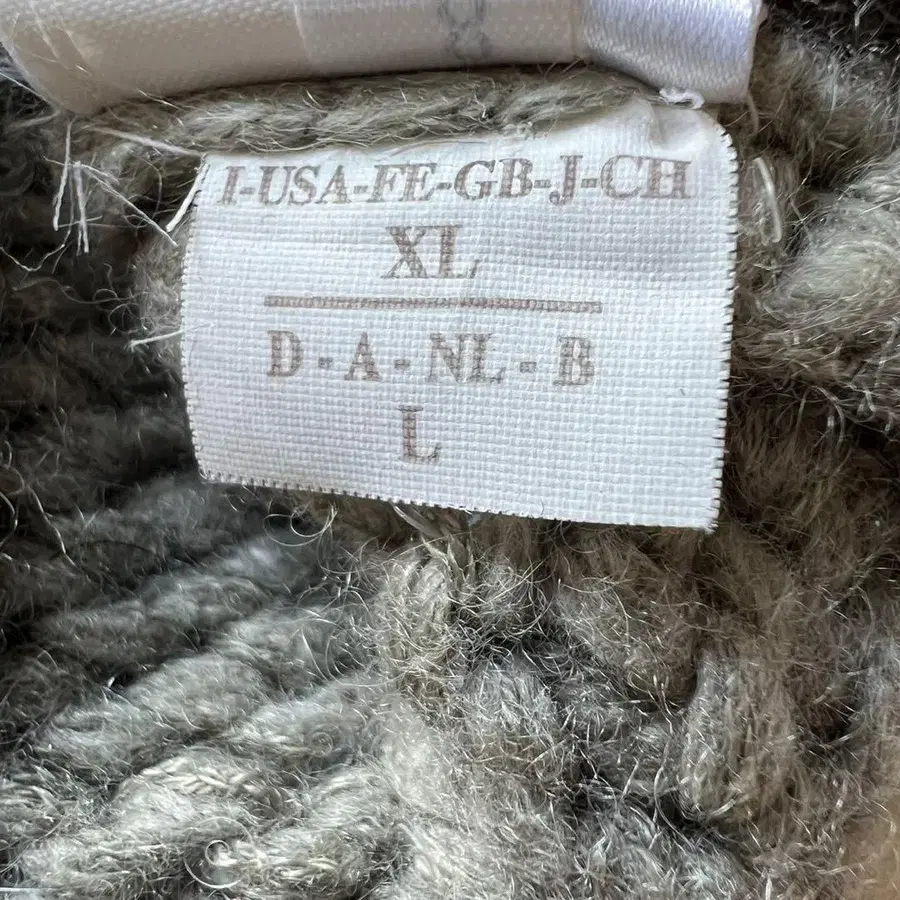 I-USA-FE-GB-J-CH
XL
D - A - NL - B
L